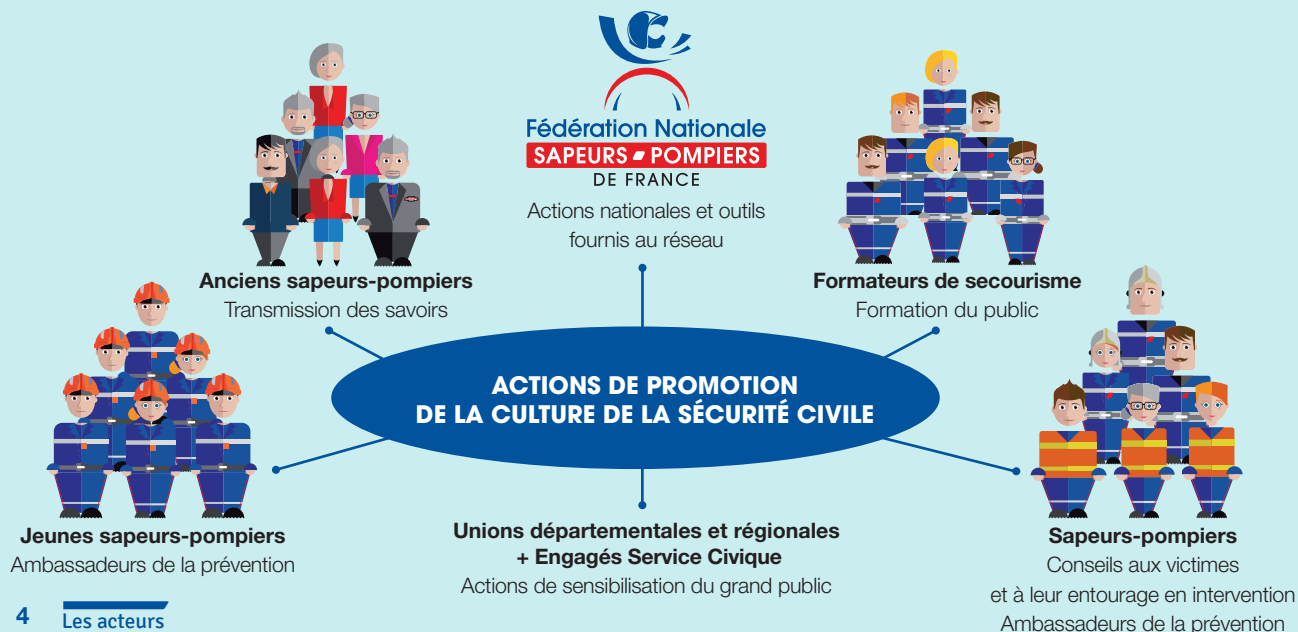 Fédération Nationale
SAPEURS-POMPIERS
DE FRANCE
Actions nationales et outils
fournis au réseau
Anciens sapeurs-pompiers
Transmission des savoirs
Formateurs de secourisme
Formation du public
ACTIONS DE PROMOTION
DE LA CULTURE DE LA SÉCURITÉ CIVILE
Jeunes sapeurs-pompiers
Ambassadeurs de la prévention
Unions départementales et régionales
+ Engagés Service Civique
Actions de sensibilisation du grand public
Sapeurs-pompiers
Conseils aux victimes
et à leur entourage en intervention
Ambassadeurs de la prévention
4 Les acteurs